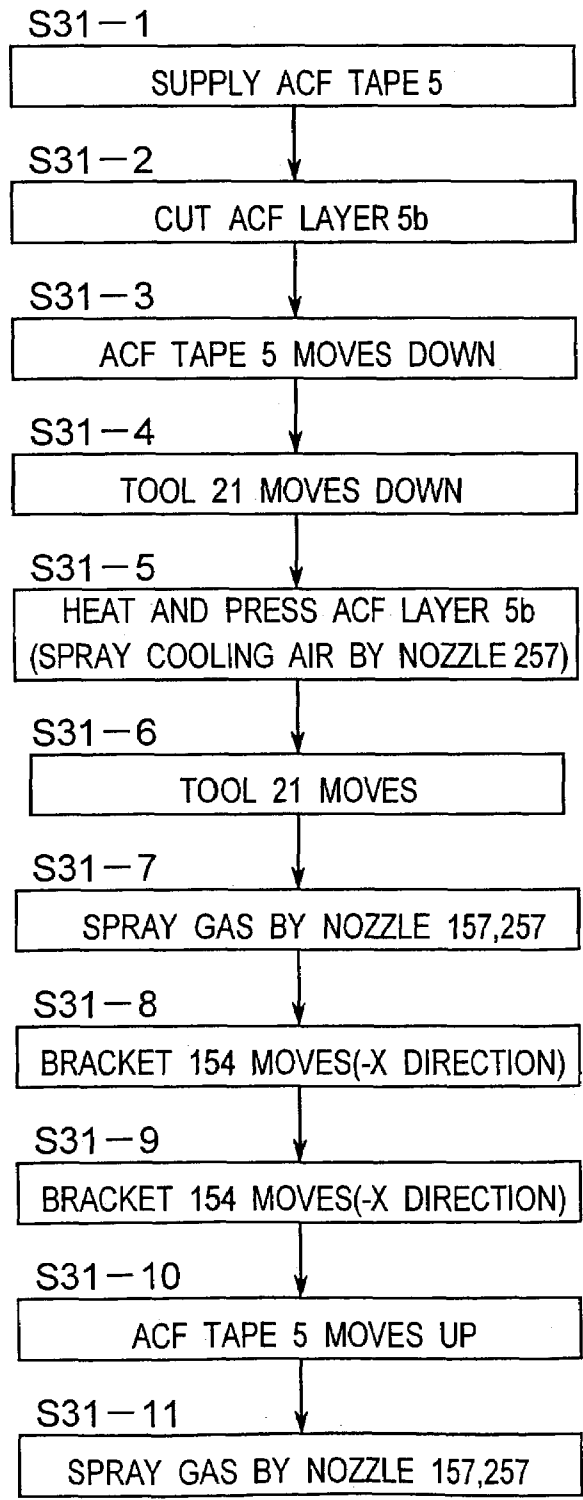 S31-1
SUPPLY ACF TAPE 5
S31-2
CUT ACF LAYER 5b
S31-3
ACF TAPE 5 MOVES DOWN
S31-4
TOOL 21 MOVES DOWN
S31-5
HEAT AND PRESS ACF LAYER 5b
(SPRAY COOLING AIR BY NOZZLE 257)
S31-6
TOOL 21 MOVES
S31-7
SPRAY GAS BY NOZZLE 157,257
S31-8
BRACKET 154 MOVES(-X DIRECTION)
S31-9
BRACKET 154 MOVES(-X DIRECTION)
S31-10
ACF TAPE 5 MOVES UP
S31-11
SPRAY GAS BY NOZZLE 157,257